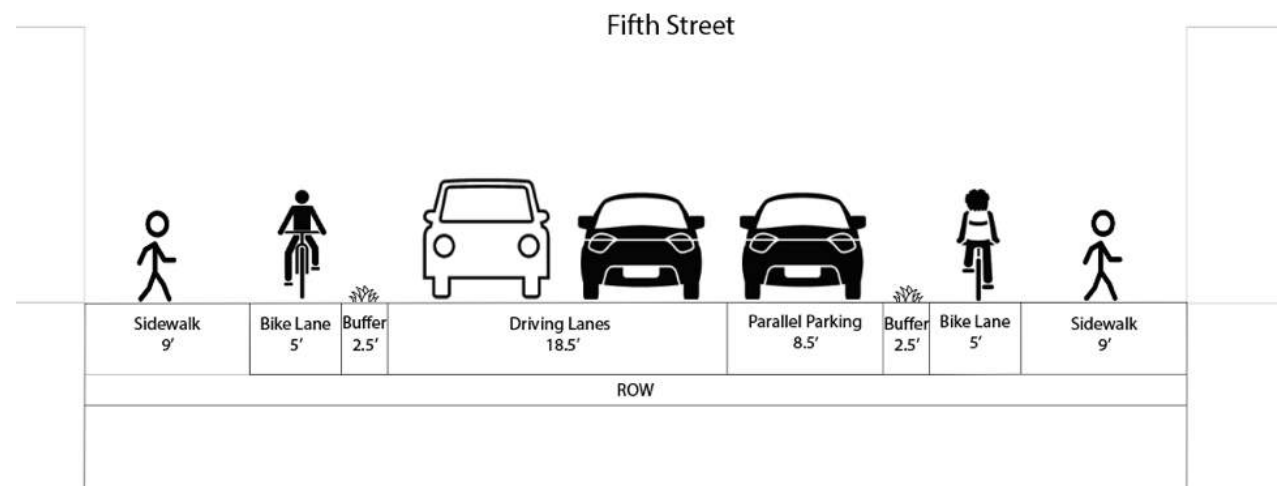 Fifth Street
Sidewalk
9′
Bike Lane
5′
Buffer
2.5′
Driving Lanes
18.5′
Parallel Parking
8.5′
Buffer
2.5′
Bike Lane
5′
Sidewalk
9′
ROW